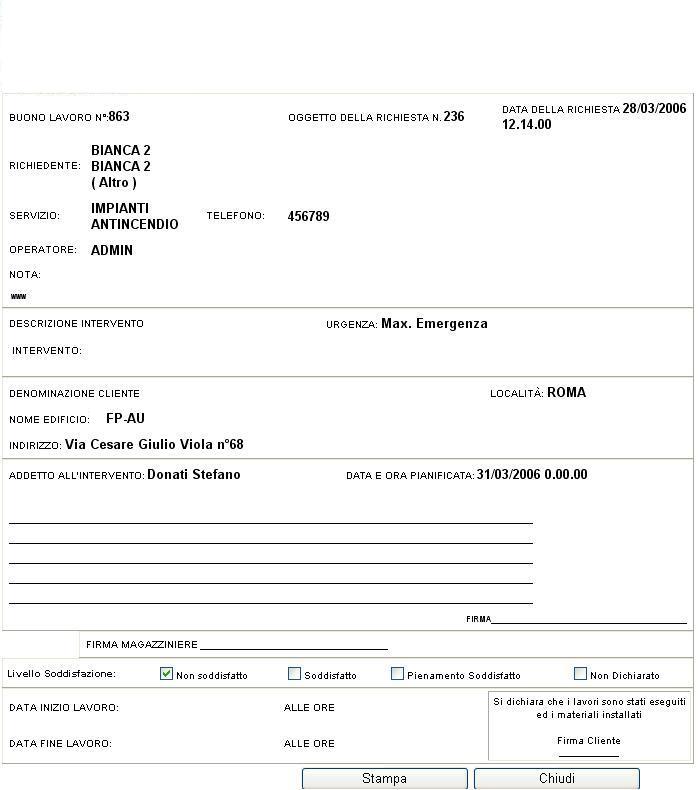 BUONO LAVORO N°:863 OGGETTO DELLA RICHIESTA N. 236 DATA DELLA RICHIESTA 28/03/2006
12.14.00
BIANCA 2
RICHIEDENTE: BIANCA 2
( Altro )
SERVIZIO: IMPIANTI ANTINCENDIO TELEFONO: 456789
OPERATORE: ADMIN
NOTA:
www
DESCRIZIONE INTERVENTO URGENZA: Max. Emergenza
INTERVENTO:
DENOMINAZIONE CLIENTE LOCALITÀ: ROMA
NOME EDIFICIO: FP-AU
INDIRIZZO: Via Cesare Giulio Viola n°68
ADDETTO ALL'INTERVENTO: Donati Stefano DATA E ORA PIANIFICATA: 31/03/2006 0.00.00
FIRMA
FIRMA MAGAZZINIERE
Livello Soddisfazione: Non soddisfatto Soddisfatto Pienamento Soddisfatto Non Dichiarato
DATA INIZIO LAVORO: ALLE ORE
DATA FINE LAVORO: ALLE ORE
Si dichiara che i lavori sono stati eseguiti
ed i materiali installati
Firma Cliente
Stampa Chiudi